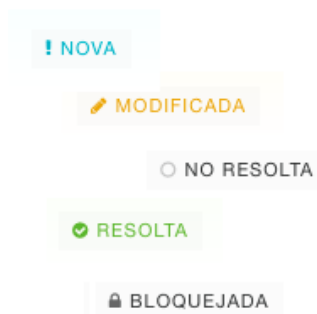 ! NOVA
MODIFICADA
NO RESOLTA
RESOLTA
BLOQUEJADA